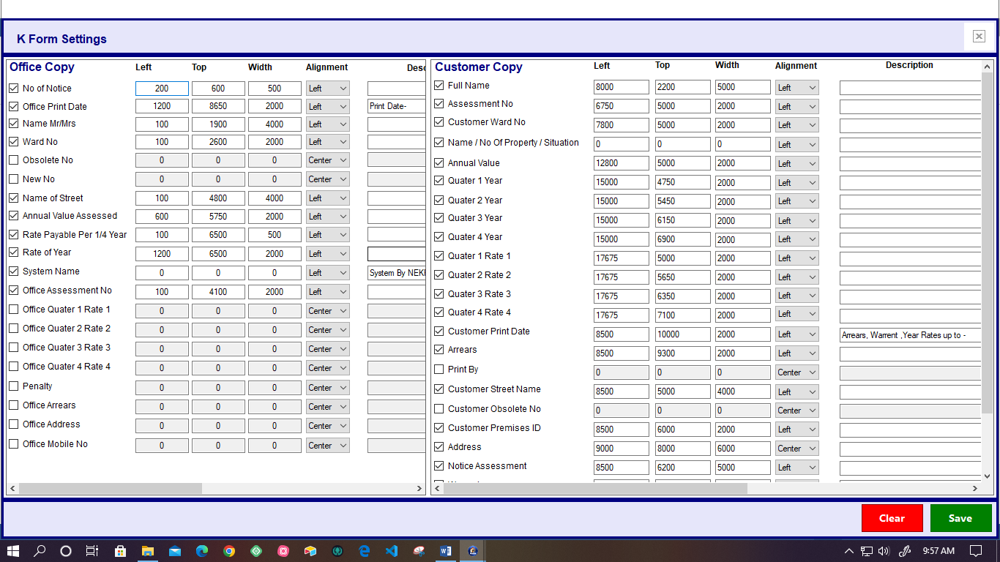 K Form Settings
Office Copy Left Top Width Alignment
No of Notice 200 600 500 Left
Office Print Date 1200 8650 2000 Left Print Date-
Name Mr/Mrs 100 1900 4000 Left
Ward No 100 2600 2000 Left
Obsolete No 0 0 0 Center
New No 0 0 0 Center
Name of Street 100 4800 4000 Left
Annual Value Assessed 600 5750 2000 Left
Rate Payable Per 1/4 Year 100 6500 500 Left
Rate of Year 1200 6500 2000 Left
System Name 0 0 0 Left System By
Office Assessment No 100 4100 2000 Left
Office Quater 1 Rate 1 0 0 0 Center
Office Quater 2 Rate 2 0 0 0 Center
Office Quater 3 Rate 3 0 0 0 Center
Office Quater 4 Rate 4 0 0 0 Center
Penalty 0 0 0 Center
Office Arrears 0 0 0 Center
Office Address 0 0 0 Center
Office Mobile No 0 0 0 Center
Customer Copy Left Top Width Alignment Description
Full Name 8000 2200 5000 Left
Assessment No 6750 5000 2000 Left
Customer Ward No 7800 5000 2000 Left
Name / No Of Property / Situation 0 0 0 Left
Annual Value 12800 5000 2000 Left
Quater 1 Year 15000 4750 2000 Left
Quater 2 Year 15000 5450 2000 Left
Quater 3 Year 15000 6150 2000 Left
Quater 4 Year 15000 6900 2000 Left
Quater 1 Rate 1 17675 5000 2000 Left
Quater 2 Rate 2 17675 5650 2000 Left
Quater 3 Rate 3 17675 6350 2000 Left
Quater 4 Rate 4 17675 7100 2000 Left
Customer Print Date 8500 10000 2000 Left Arrears, Warrent ,Year Rates up to -
Arrears 8500 9300 2000 Left
Print By 0 0 0 Center
Customer Street Name 8500 5000 4000 Left
Customer Obsolete No 0 0 0 Center
Customer Premises ID 8500 6000 2000 Left
Address 9000 8000 6000 Center
Notice Assessment 8500 6200 5000 Left
Clear Save
9:57 AM